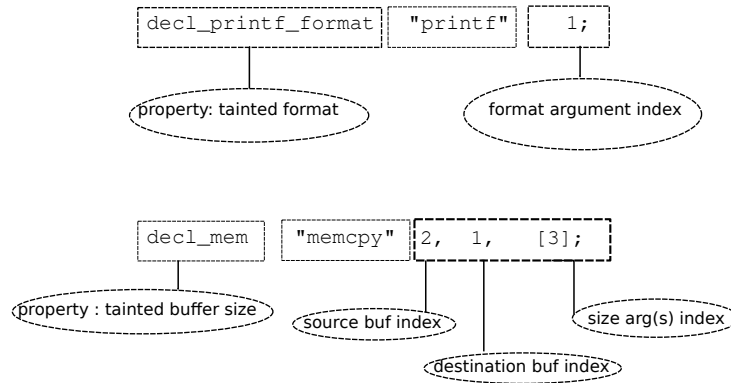 decl_printf_format "printf" 1;
property: tainted format
format argument index
decl_mem "memcpy" 2, 1, [3];
property : tainted buffer size
source buf index
size arg(s) index
destination buf index